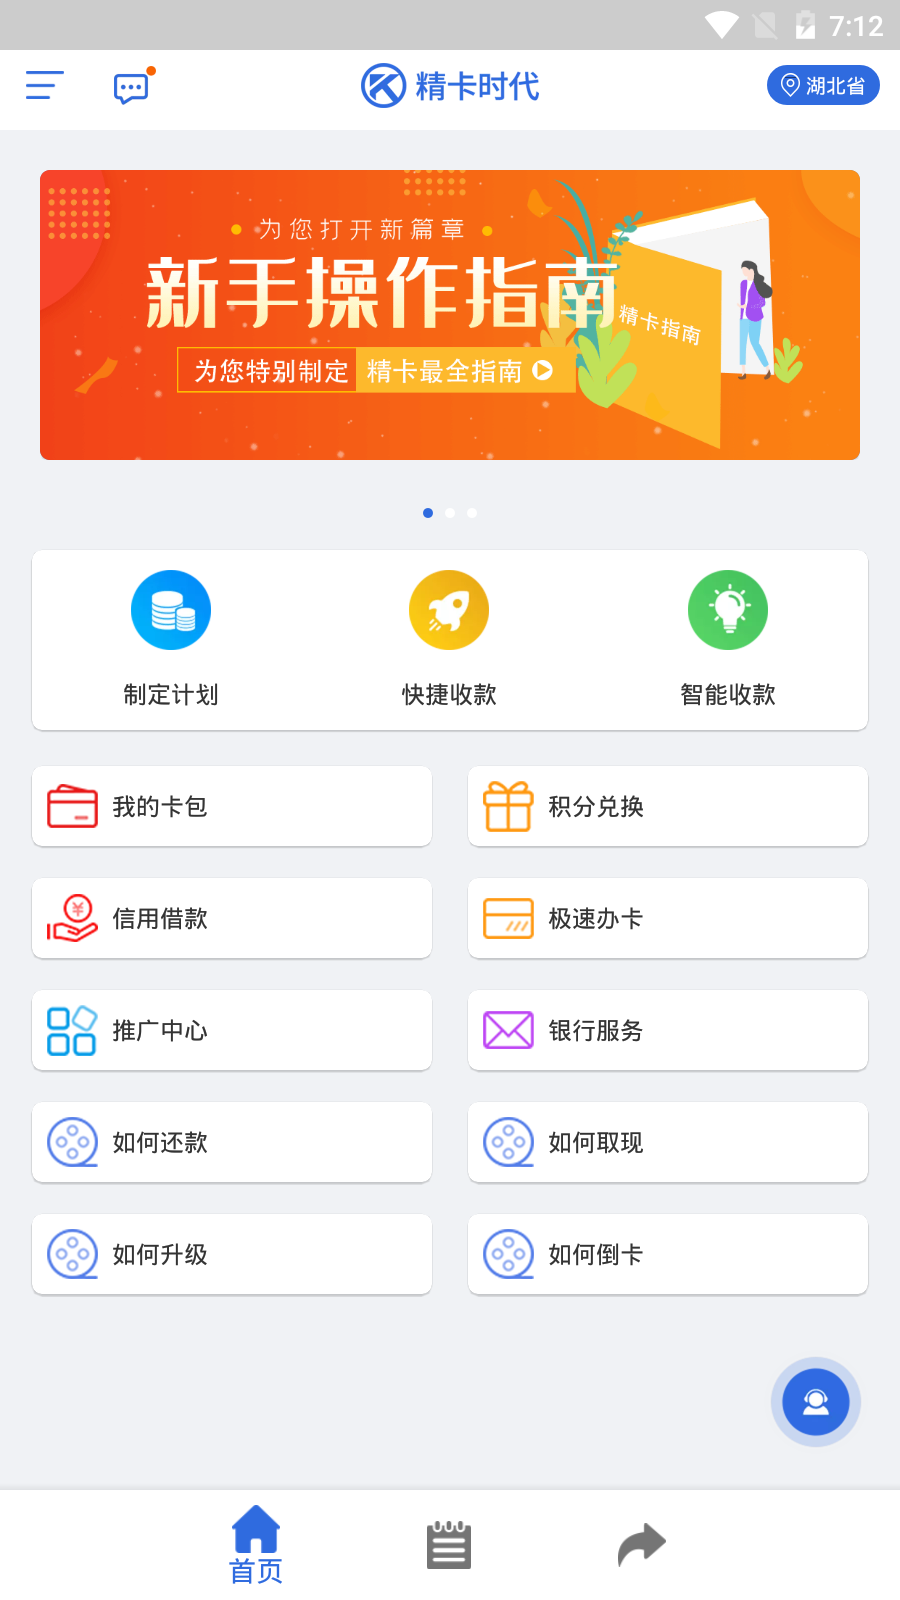 7:12
精卡时代
湖北省
为您打开新篇章
新手操作指南
精卡指南
为您特别制定 精卡最全指南
制定计划 快捷收款 智能收款
我的卡包 积分兑换
信用借款 极速办卡
推广中心 银行服务
如何还款 如何取现
如何升级 如何倒卡
首页